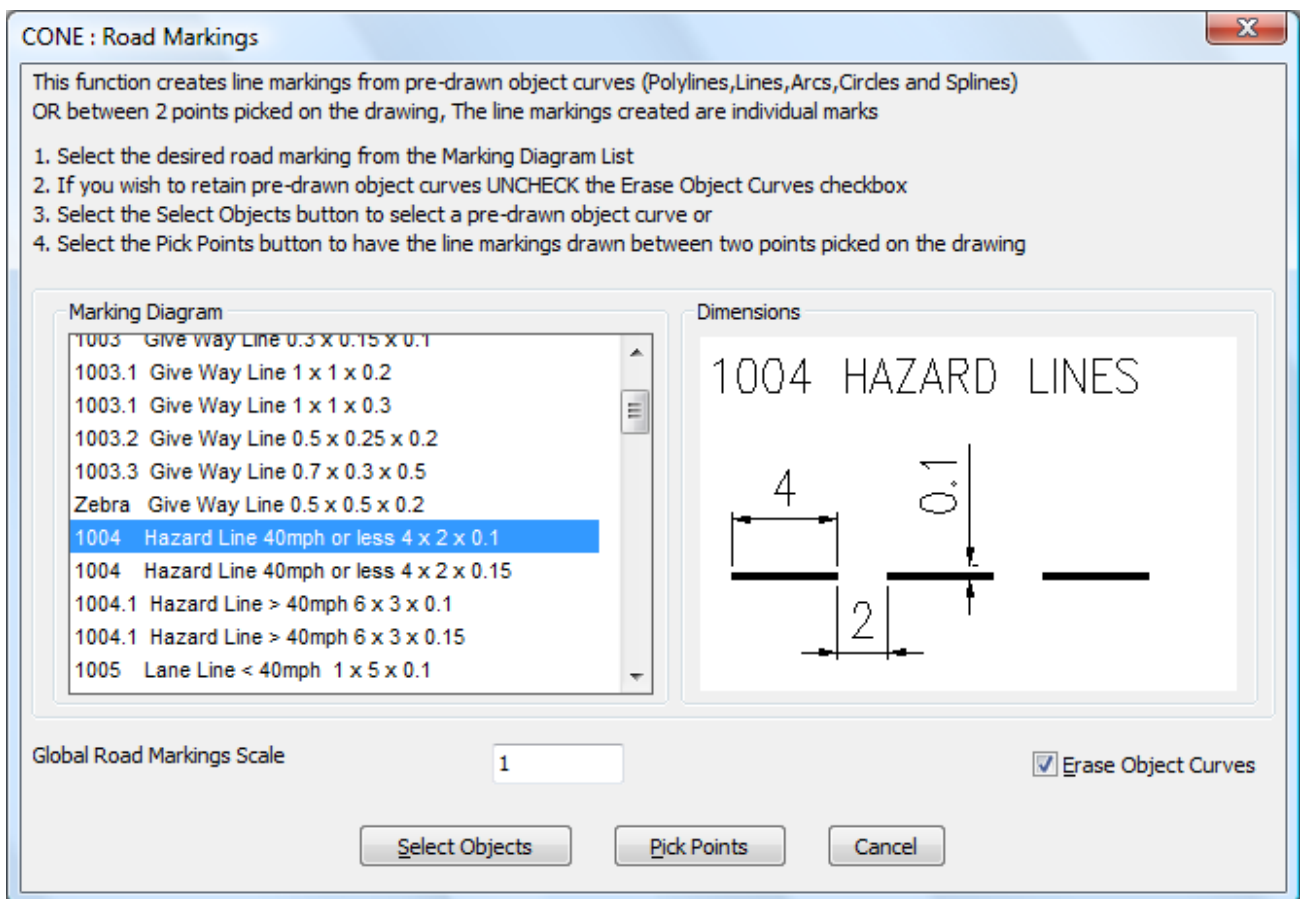 CONE : Road Markings
This function creates line markings from pre-drawn object curves (Polylines,Lines,Arcs,Circles and Splines)
OR between 2 points picked on the drawing, The line markings created are individual marks
1. Select the desired road marking from the Marking Diagram List
2. If you wish to retain pre-drawn object curves UNCHECK the Erase Object Curves checkbox
3. Select the Select Objects button to select a pre-drawn object curve or
4. Select the Pick Points button to have the line markings drawn between two points picked on the drawing
Marking Diagram
1003 Give Way Line 0.3 x 0.15 x 0.1
1003.1 Give Way Line 1 x 1 x 0.2
1003.1 Give Way Line 1 x 1 x 0.3
1003.2 Give Way Line 0.5 x 0.25 x 0.2
1003.3 Give Way Line 0.7 x 0.3 x 0.5
Zebra Give Way Line 0.5 x 0.5 x 0.2
1004 Hazard Line 40mph or less 4 x 2 x 0.1
1004 Hazard Line 40mph or less 4 x 2 x 0.15
1004.1 Hazard Line > 40mph 6 x 3 x 0.1
1004.1 Hazard Line > 40mph 6 x 3 x 0.15
1005 Lane Line < 40mph 1 x 5 x 0.1
Dimensions
1004 HAZARD LINES
4
0.1
2
Global Road Markings Scale
1
Erase Object Curves
Select Objects
Pick Points
Cancel